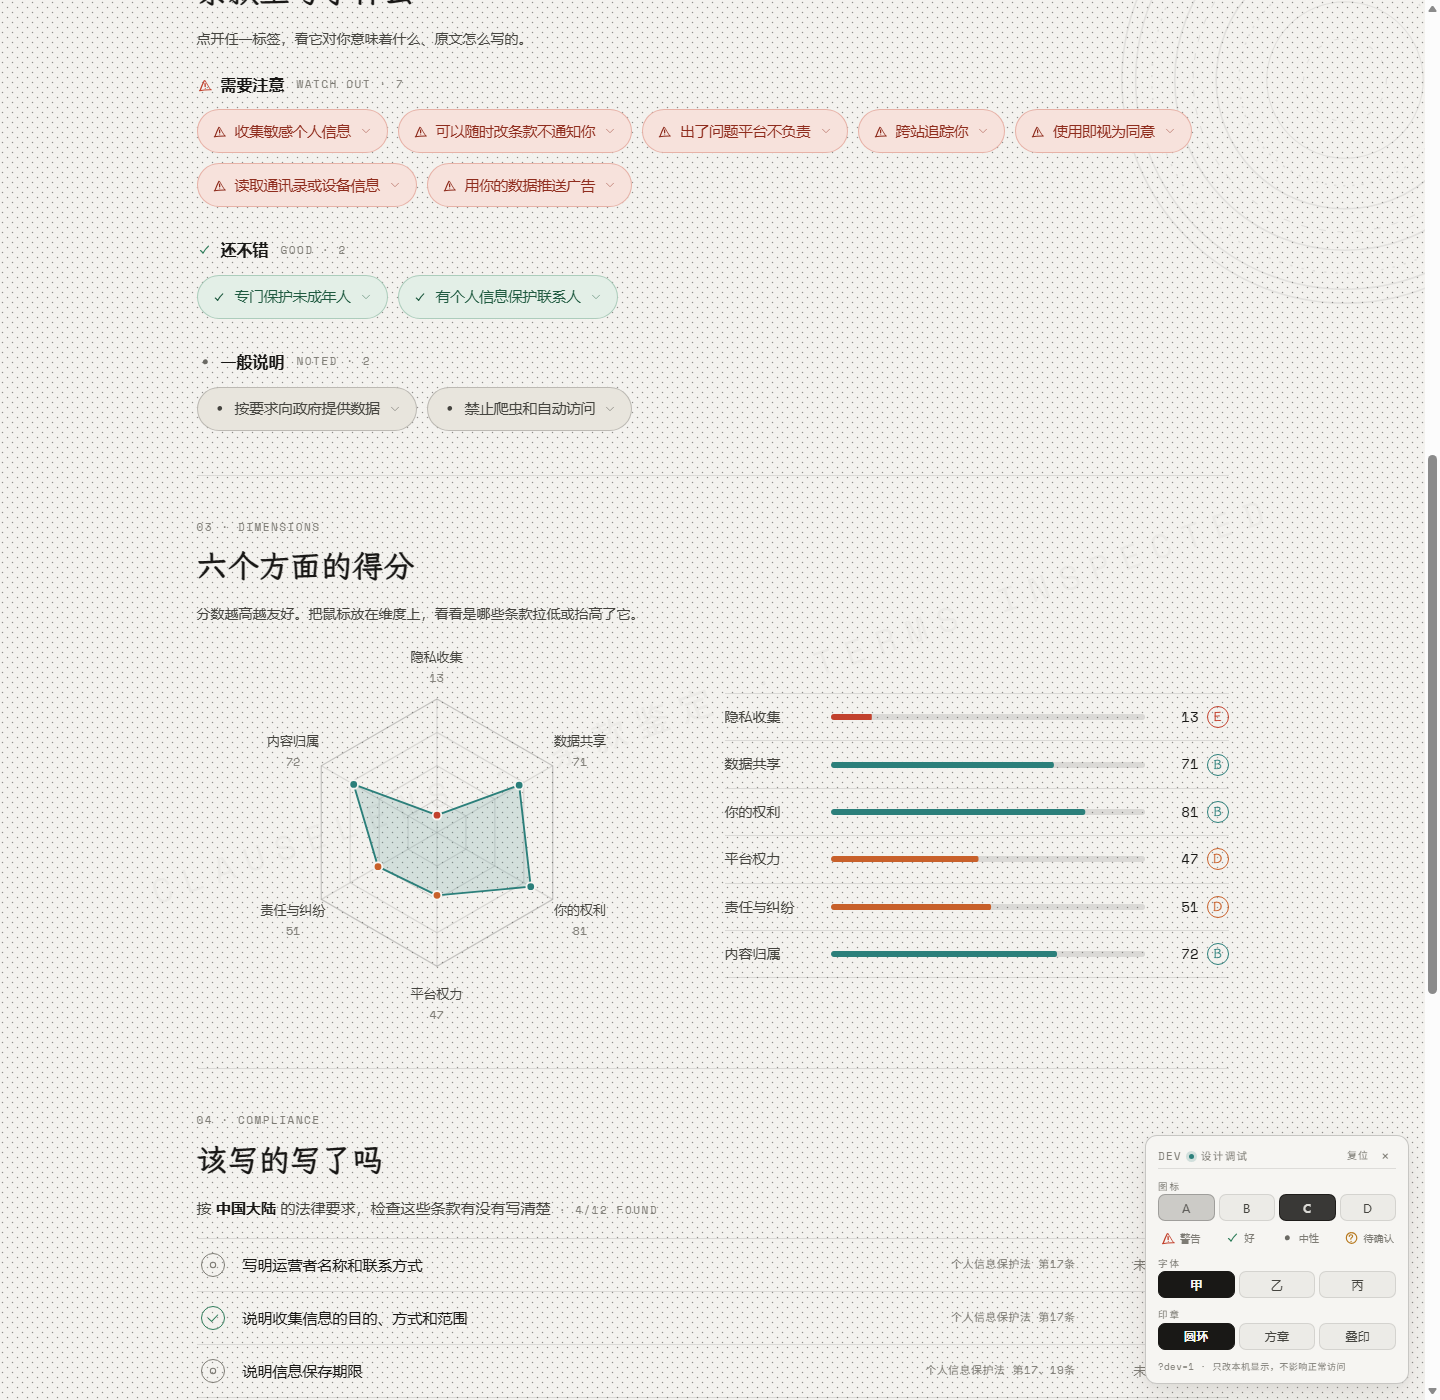 点开任一标签，看它对你意味着什么、原文怎么写的。
需要注意 WATCH OUT · 7
收集敏感个人信息
可以随时改条款不通知你
出了问题平台不负责
跨站追踪你
使用即视为同意
读取通讯录或设备信息
用你的数据推送广告
还不错 GOOD · 2
专门保护未成年人
有个人信息保护联系人
一般说明 NOTED · 2
按要求向政府提供数据
禁止爬虫和自动访问
03 · DIMENSIONS
六个方面的得分
分数越高越友好。把鼠标放在维度上，看看是哪些条款拉低或抬高了它。
隐私收集
13
内容归属
72
数据共享
71
责任与纠纷
51
你的权利
81
平台权力
47
隐私收集 13 E
数据共享 71 B
你的权利 81 B
平台权力 47 D
责任与纠纷 51 D
内容归属 72 B
04 · COMPLIANCE
该写的写了吗
按 中国大陆 的法律要求，检查这些条款有没有写清楚 · 4/12 FOUND
写明运营者名称和联系方式 个人信息保护法 第17条 未
说明收集信息的目的、方式和范围 个人信息保护法 第17条
说明信息保存期限 个人信息保护法 第17、19条 未
DEV 设计调试 复位 ×
图标
A B C D
警告 好 中性 待确认
字体
甲 乙 丙
印章
圆环 方章 叠印
?dev=1 · 只改本机显示，不影响正常访问